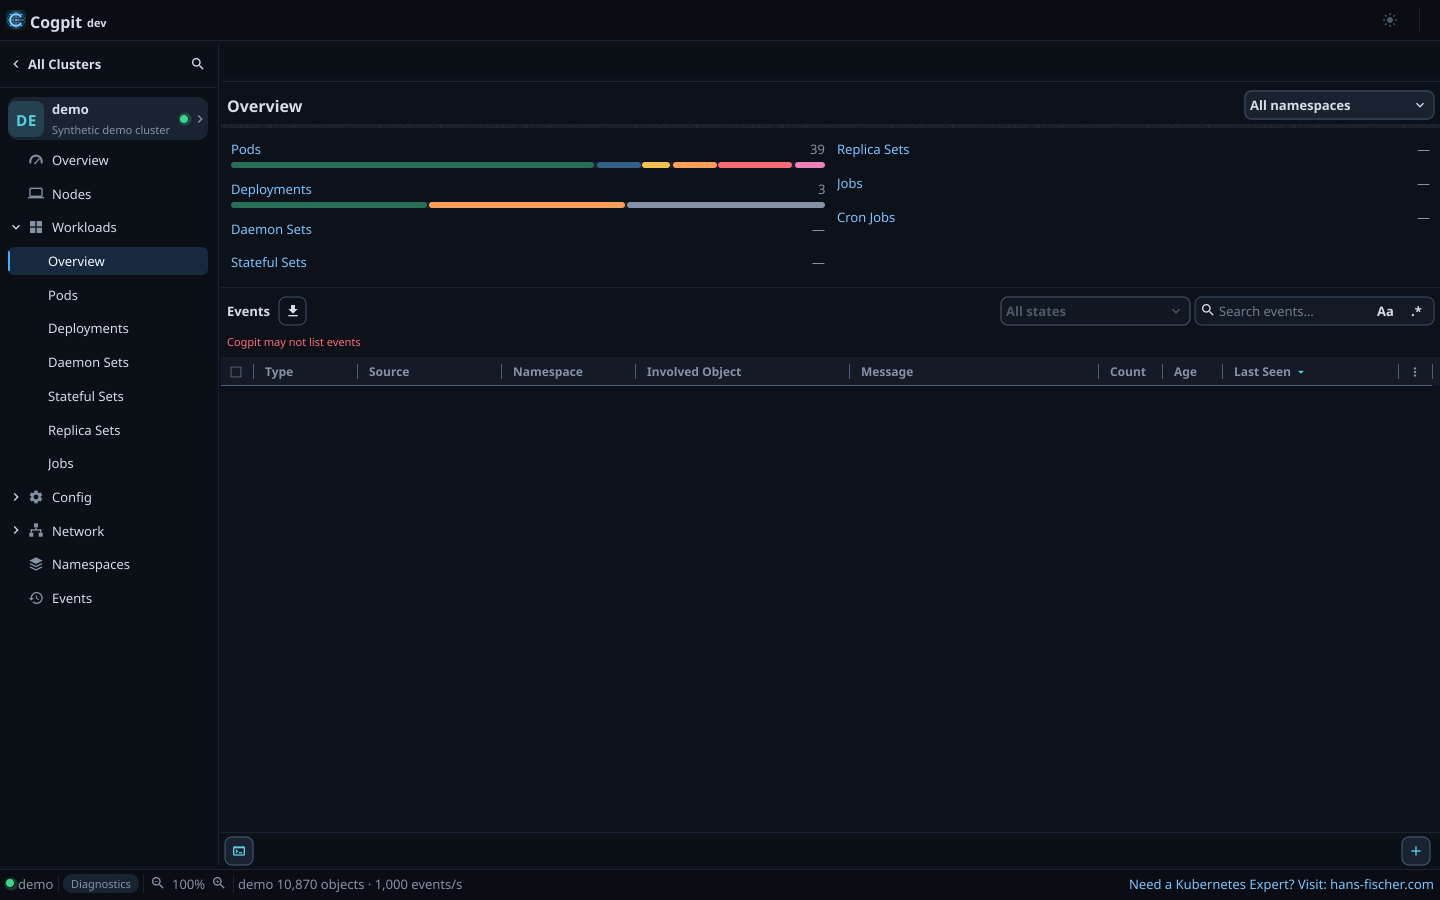 Cogpit dev
All Clusters
DE
demo
Synthetic demo cluster
Overview
Nodes
Workloads
Overview
Pods
Deployments
Daemon Sets
Stateful Sets
Replica Sets
Jobs
Config
Network
Namespaces
Events
Overview
All namespaces
Pods 39
Deployments 3
Daemon Sets —
Stateful Sets —
Replica Sets —
Jobs —
Cron Jobs —
Events
All states
Search events...
Aa
.*
Cogpit may not list events
Type Source Namespace Involved Object Message Count Age Last Seen
demo
Diagnostics
100%
demo 10,870 objects · 1,000 events/s
Need a Kubernetes Expert? Visit: hans-fischer.com